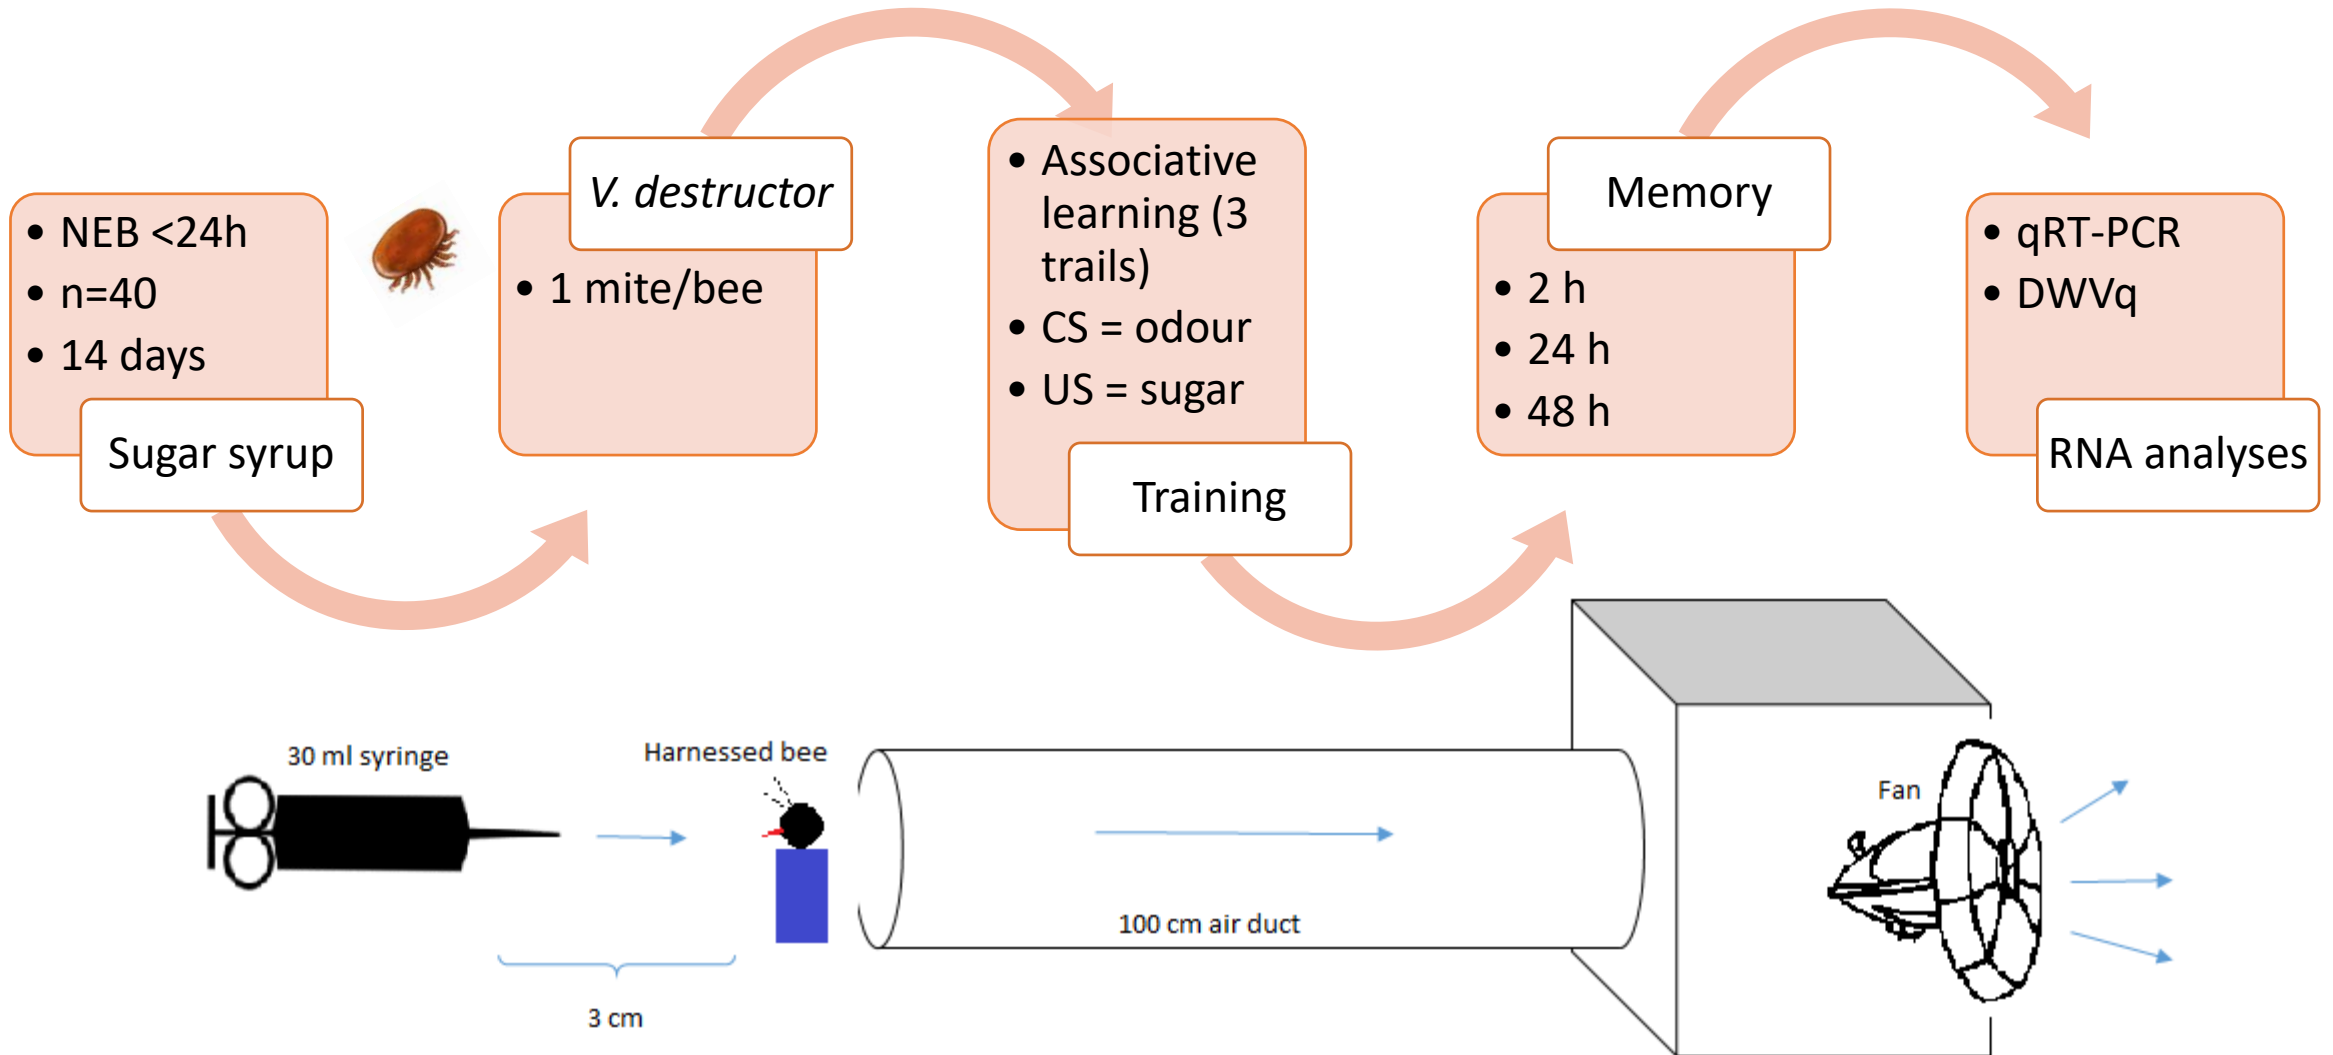 • NEB <24h
• n=40
• 14 days
Sugar syrup
V. destructor
• 1 mite/bee
• Associative
learning (3
trails)
• CS = odour
• US = sugar
Training
Memory
• 2 h
• 24 h
• 48 h
• qRT-PCR
• DWVq
RNA analyses
30 ml syringe
Harnessed bee
3 cm
100 cm air duct
Fan